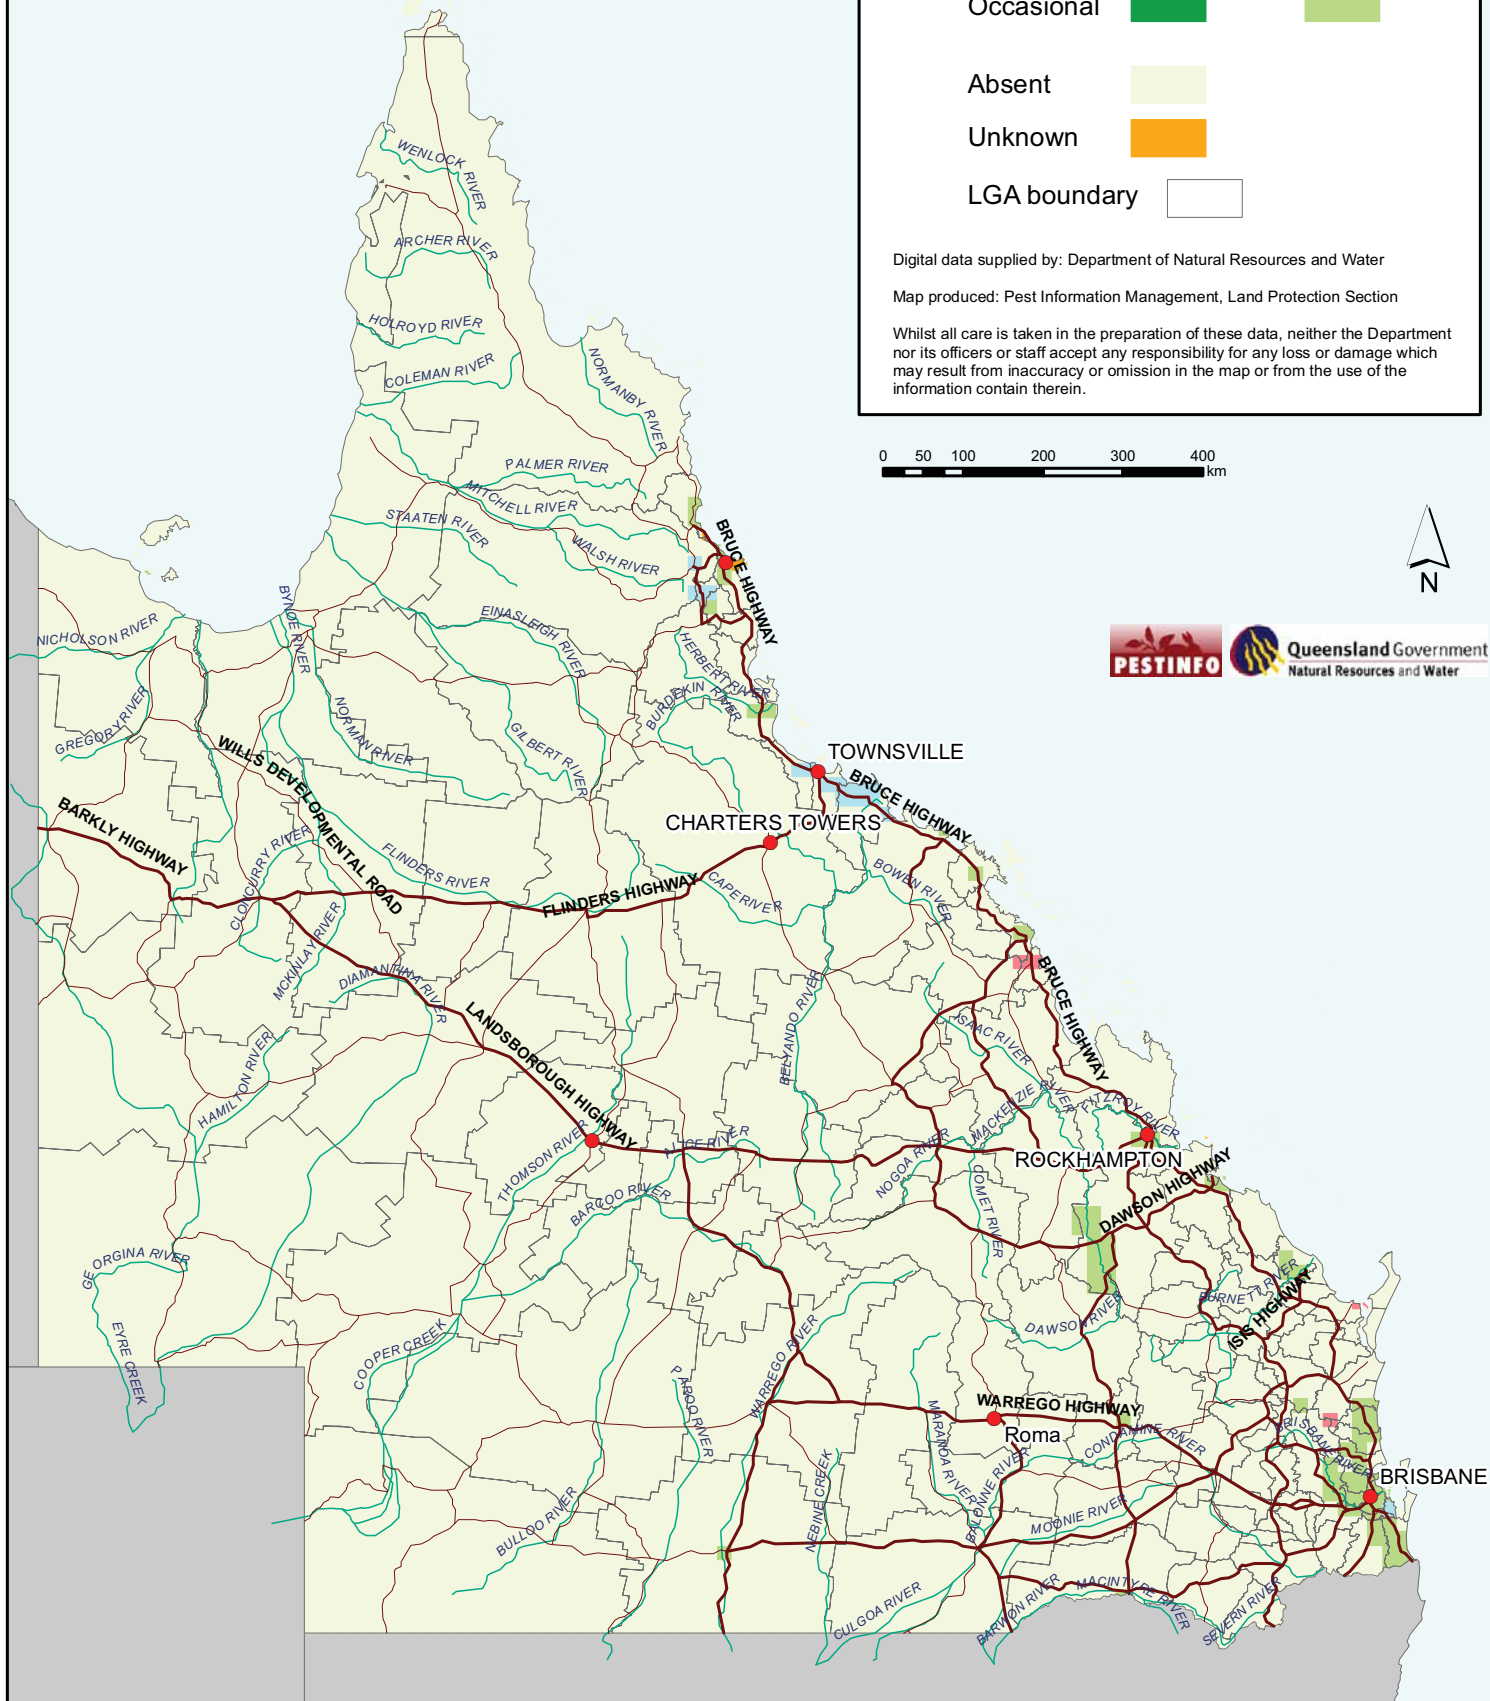 Occasional
Absent
Unknown
LGA boundary
Digital data supplied by: Department of Natural Resources and Water
Map produced: Pest Information Management, Land Protection Section
Whilst all care is taken in the preparation of these data, neither the Department
nor its officers or staff accept any responsibility for any loss or damage which
may result from inaccuracy or omission in the map or from the use of the
information contain therein.
0 50 100 200 300 400
km
N
PESTINFO
Queensland Government
Natural Resources and Water
WENLOCK RIVER
ARCHER RIVER
HOLROYD RIVER
COLEMAN RIVER
NORMANBY RIVER
PALMER RIVER
MITCHELL RIVER
STAATEN RIVER
WALSH RIVER
BRUCE HIGHWAY
NICHOLSON RIVER
BYNOE RIVER
EINASLEIGH RIVER
HERBERT RIVER
BURDEKIN RIVER
GREGORY RIVER
NORMAN RIVER
GILBERT RIVER
WILLS DEVELOPMENTAL ROAD
TOWNSVILLE
BRUCE HIGHWAY
BARKLY HIGHWAY
CHARTERS TOWERS
CLONCURRY RIVER
FLINDERS RIVER
FLINDERS HIGHWAY
CAPE RIVER
BOWEN RIVER
MCKINLAY RIVER
DIAMANTINA RIVER
BRUCE HIGHWAY
LANDSBOROUGH HIGHWAY
BELYANDO RIVER
ISAAC RIVER
HAMILTON RIVER
MACKENZIE RIVER
FITZROY RIVER
THOMSON RIVER
ALICE RIVER
NOGOA RIVER
ROCKHAMPTON
BARCOO RIVER
COMET RIVER
DAWSON HIGHWAY
GEORGINA RIVER
BURNETT RIVER
ISIS HIGHWAY
DAWSON RIVER
EYRE CREEK
COOPER CREEK
PAROO RIVER
WARREGO RIVER
WARREGO HIGHWAY
Roma
MARANOA RIVER
CONDAMINE RIVER
BRISBANE RIVER
BRISBANE
BALONNE RIVER
MOONIE RIVER
NEBINE CREEK
BULLOO RIVER
CULGOA RIVER
BARWON RIVER
MACINTYRE RIVER
SEVERN RIVER